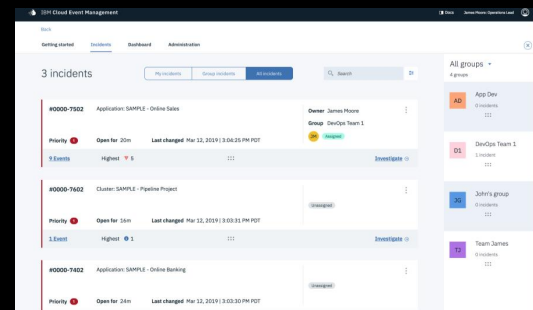 IBM Cloud Event Management
Docs
James Moore: Operations Lead
Back
Getting started Incidents Dashboard Administration
3 incidents
My incidents Group incidents All incidents
Search
All groups
4 groups
#0000-7502 Application: SAMPLE - Online Sales
Owner James Moore
Group DevOps Team 1
Assigned
Priority 1 Open for 20m Last changed Mar 12, 2019 | 3:04:25 PM PDT
9 Events Highest 5 Investigate
#0000-7602 Cluster: SAMPLE - Pipeline Project
Unassigned
Priority 1 Open for 16m Last changed Mar 12, 2019 | 3:03:31 PM PDT
1 Event Highest 1 Investigate
#0000-7402 Application: SAMPLE - Online Banking
Unassigned
Priority 1 Open for 24m Last changed Mar 12, 2019 | 3:03:30 PM PDT
AD App Dev
0 incidents
D1 DevOps Team 1
1 incident
JG John's group
0 incidents
TJ Team James
0 incidents